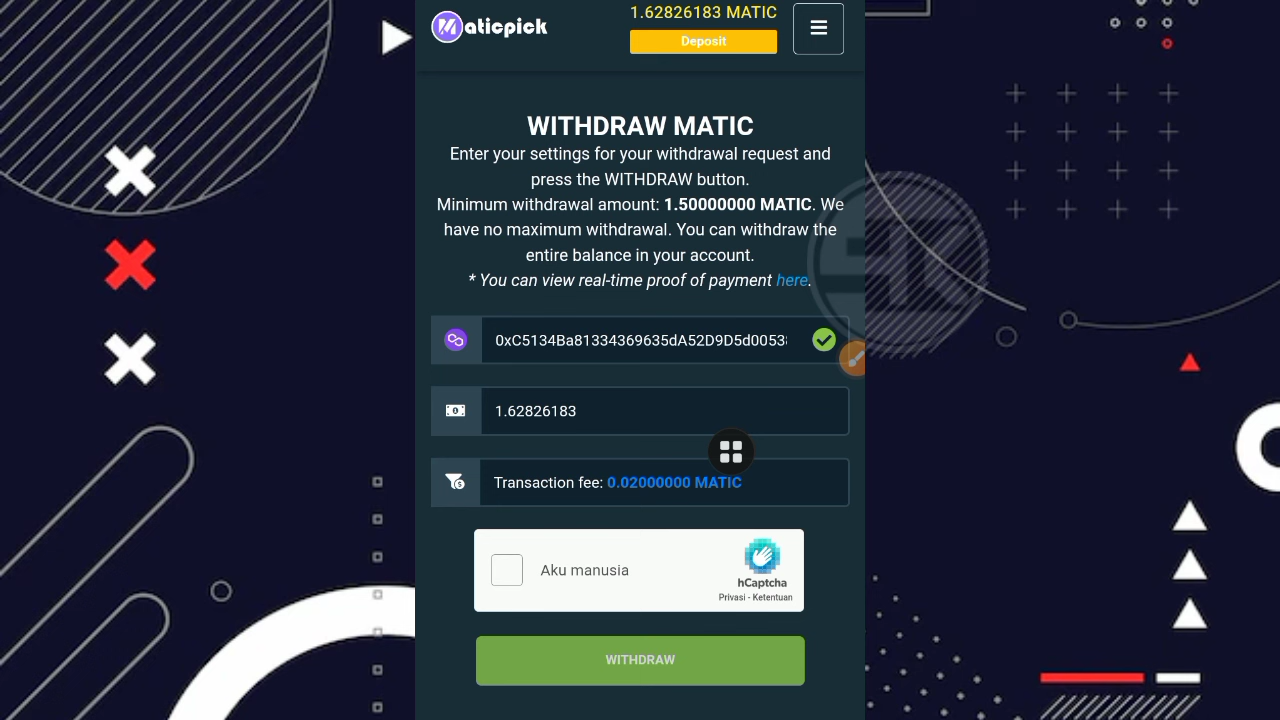 Maticpick
1.62826183 MATIC
Deposit
WITHDRAW MATIC
Enter your settings for your withdrawal request and
press the WITHDRAW button.
Minimum withdrawal amount: 1.50000000 MATIC. We
have no maximum withdrawal. You can withdraw the
entire balance in your account.
* You can view real-time proof of payment here.
0xC5134Ba81334369635dA52D9D5d0053
1.62826183
Transaction fee: 0.02000000 MATIC
Aku manusia
hCaptcha
Privasi - Ketentuan
WITHDRAW